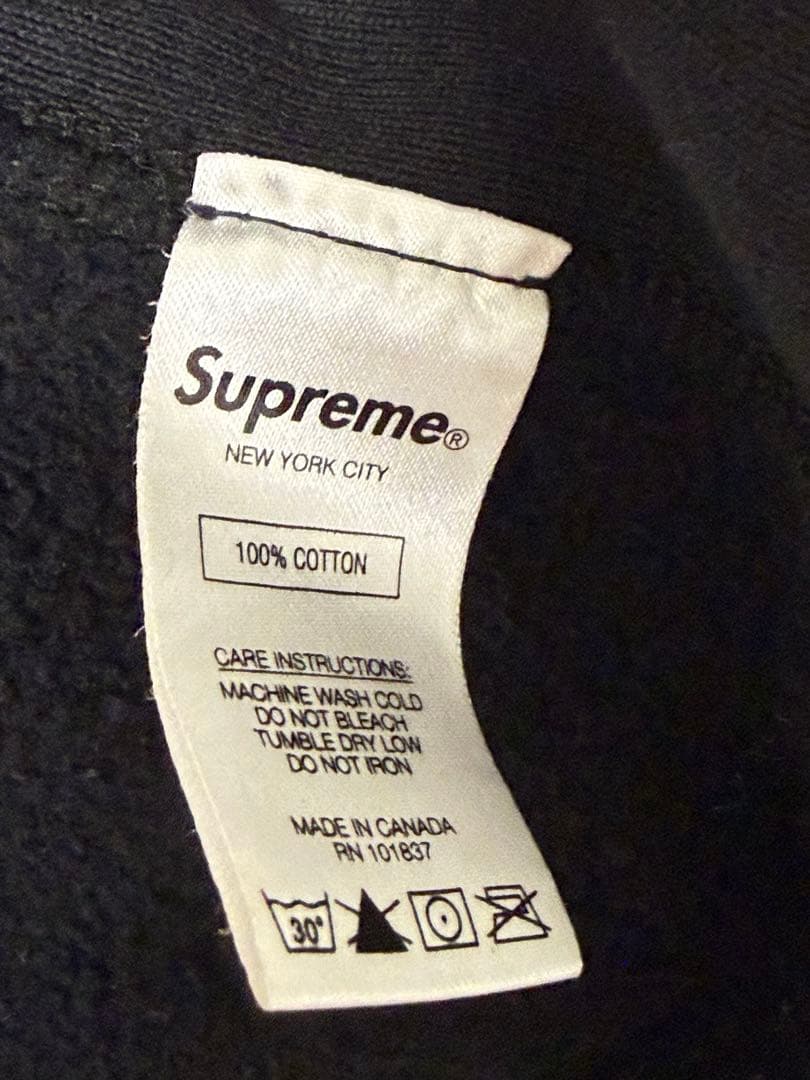 Supreme®
NEW YORK CITY
100% COTTON
CARE INSTRUCTIONS:
MACHINE WASH COLD
DO NOT BLEACH
TUMBLE DRY LOW
DO NOT IRON
MADE IN CANADA
RN 101837
30°